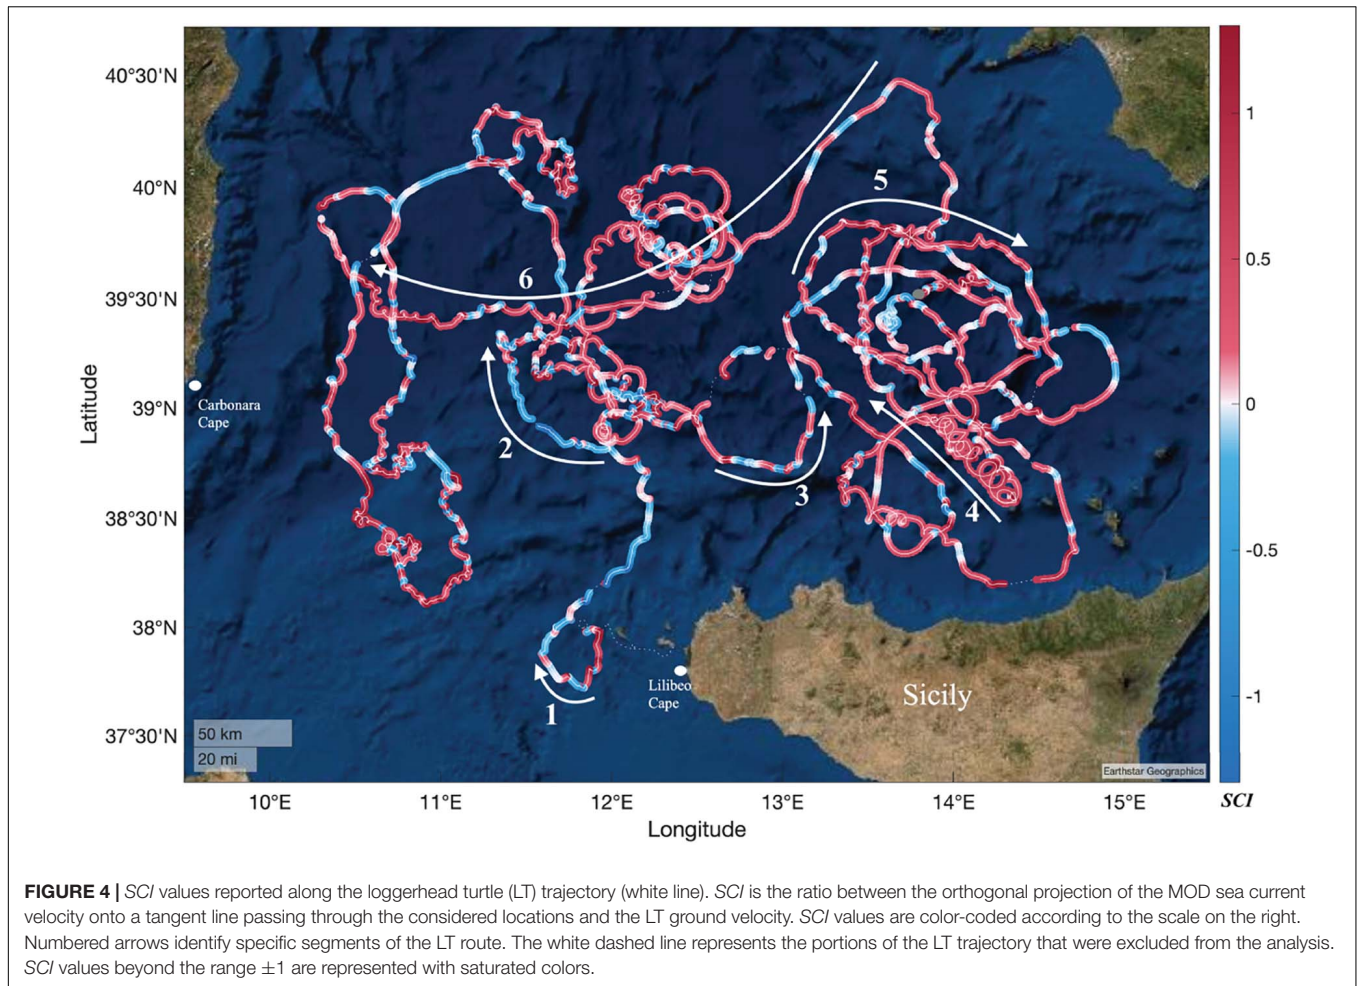 40°30'N
40°N
39°30'N
39°N
38°30'N
38°N
37°30'N
Latitude
Carbonara
Cape
6
5
2
3
4
1
Lilibeo
Cape
Sicily
50 km
20 mi
Earthstar Geographics
1
0.5
0
-0.5
-1
SCI
10°E 11°E 12°E 13°E 14°E 15°E
Longitude
FIGURE 4 | SCI values reported along the loggerhead turtle (LT) trajectory (white line). SCI is the ratio between the orthogonal projection of the MOD sea current
velocity onto a tangent line passing through the considered locations and the LT ground velocity. SCI values are color-coded according to the scale on the right.
Numbered arrows identify specific segments of the LT route. The white dashed line represents the portions of the LT trajectory that were excluded from the analysis.
SCI values beyond the range ±1 are represented with saturated colors.